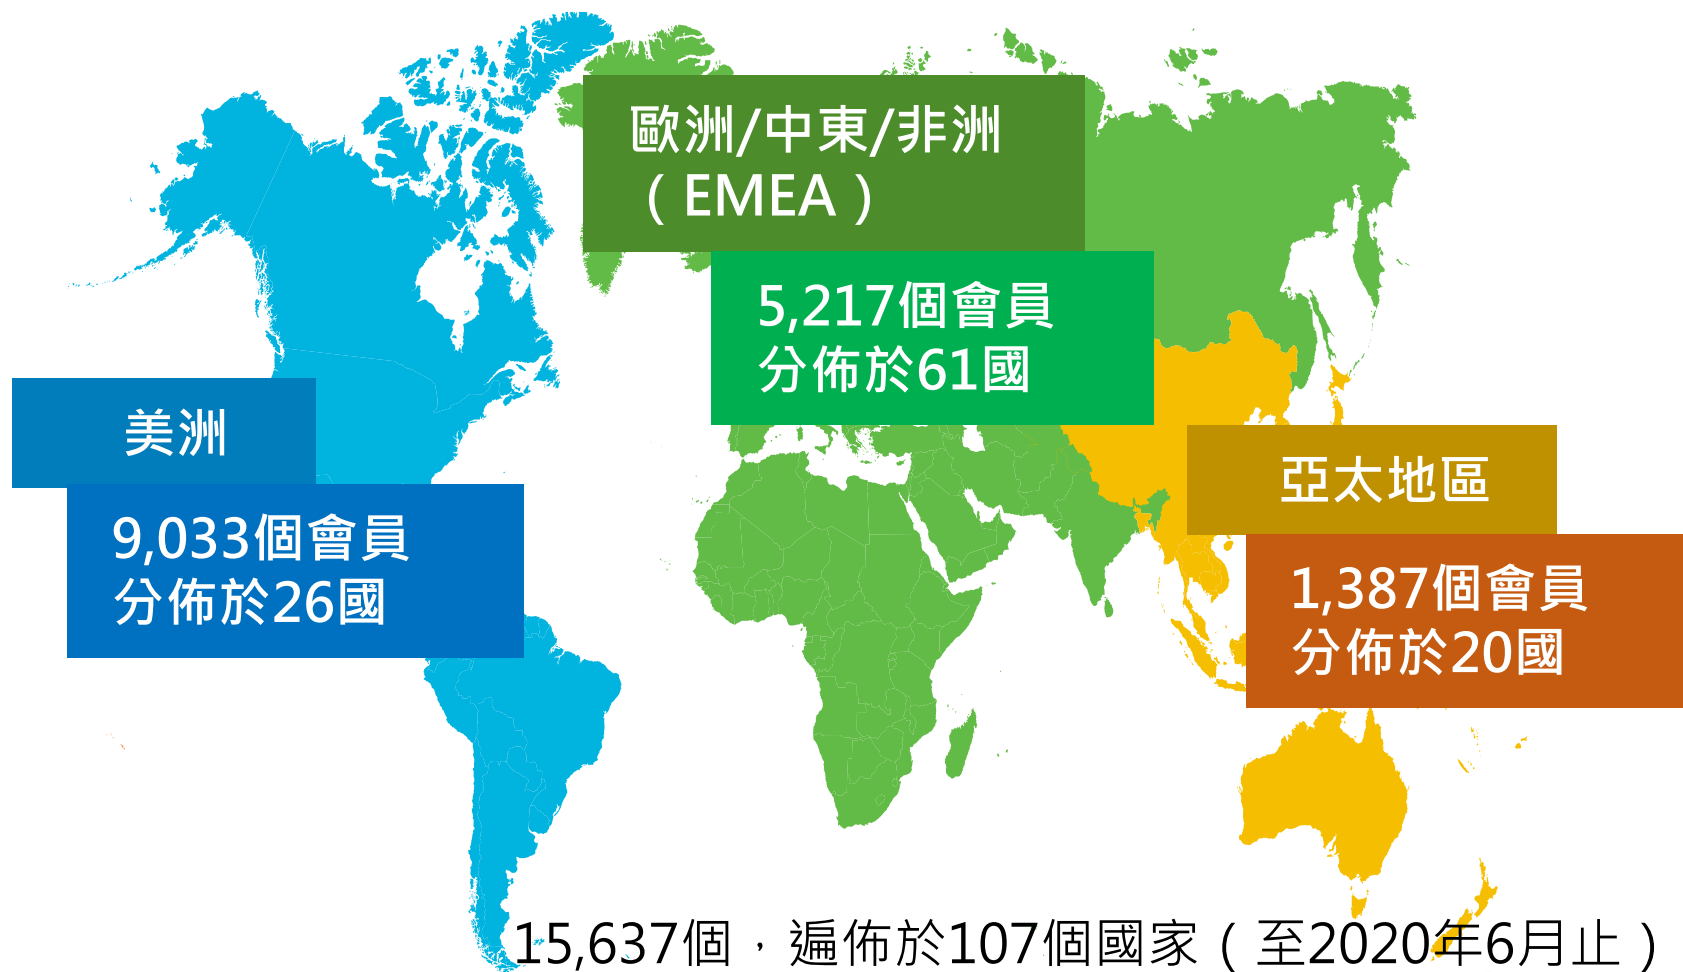 歐洲/中東/非洲
（EMEA）
5,217個會員
分佈於61國
美洲
9,033個會員
分佈於26國
亞太地區
1,387個會員
分佈於20國
15,637個，遍佈於107個國家（至2020年6月止）